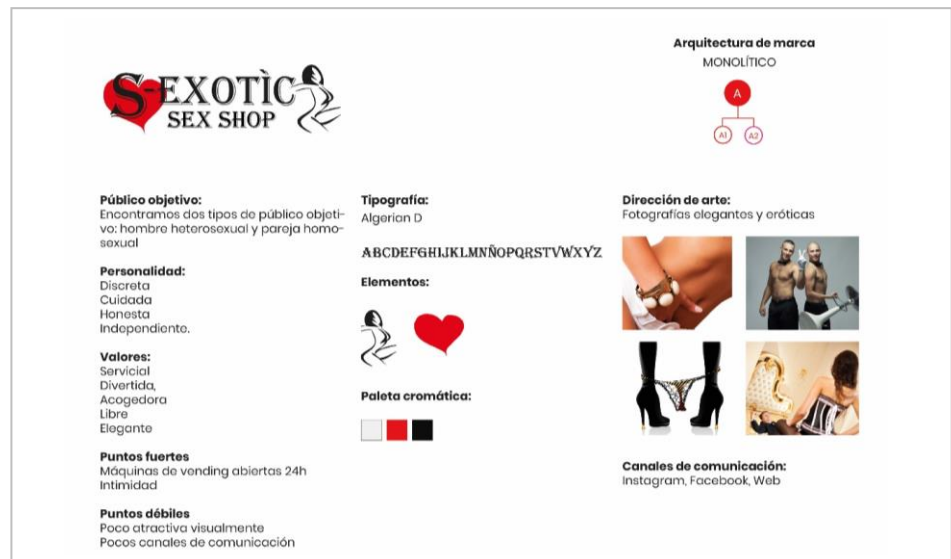 S-EXOTÌC
SEX SHOP
Arquitectura de marca
MONOLÍTICO
A
A1 A2
Público objetivo:
Encontramos dos tipos de público objeti-
vo: hombre heterosexual y pareja homo-
sexual
Personalidad:
Discreta
Cuidada
Honesta
Independiente.
Valores:
Servicial
Divertida,
Acogedora
Libre
Elegante
Puntos fuertes
Máquinas de vending abiertas 24h
Intimidad
Puntos débiles
Poco atractiva visualmente
Pocos canales de comunicación
Tipografía:
Algerian D
ABCDEFGHIJKLMNÑOPQRSTVWXYZ
Elementos:
Paleta cromática:
Dirección de arte:
Fotografías elegantes y eróticas
Canales de comunicación:
Instagram, Facebook, Web